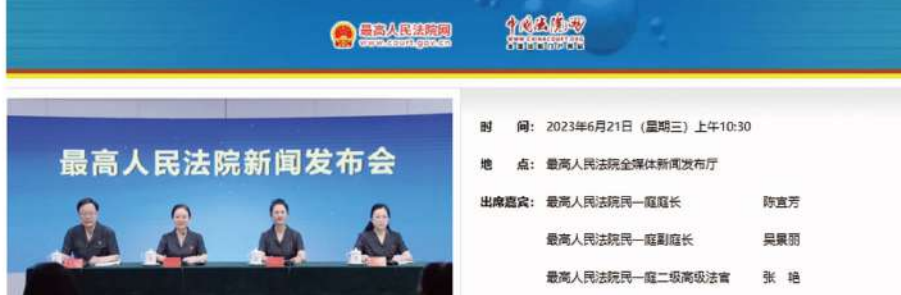 最高人民法院网
www.court.gov.cn
中国法院网
WWW.CHINACOURT.ORG
最高人民法院新闻发布会
时 间： 2023年6月21日（星期三）上午10:30
地 点： 最高人民法院全媒体新闻发布厅
出席嘉宾： 最高人民法院民一庭庭长 陈宜芳
最高人民法院民一庭副庭长 吴景丽
最高人民法院民一庭二级高级法官 张 艳